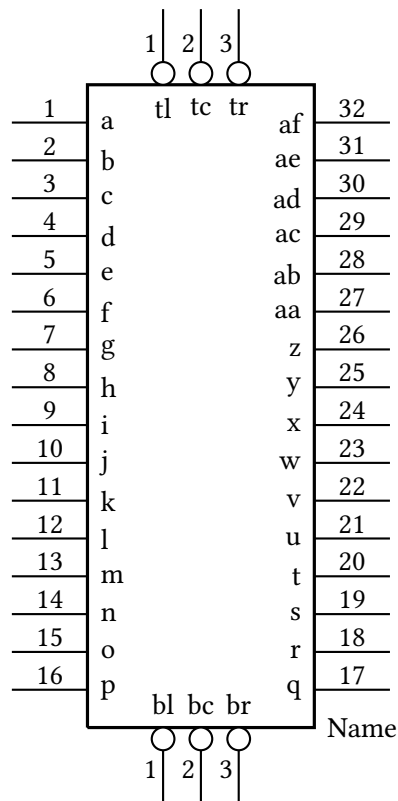 1 2 3
tl tc tr
1 a af 32
2 b ae 31
3 c ad 30
4 d ac 29
5 e ab 28
6 f aa 27
7 g z 26
8 h y 25
9 i x 24
10 j w 23
11 k v 22
12 l u 21
13 m t 20
14 n s 19
15 o r 18
16 p q 17
bl bc br
Name
1 2 3